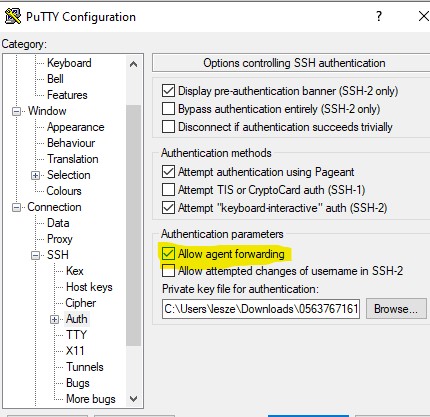 PuTTY Configuration
?
Category:
Keyboard
Bell
Features
Window
Appearance
Behaviour
Translation
Selection
Colours
Connection
Data
Proxy
SSH
Kex
Host keys
Cipher
Auth
TTY
X11
Tunnels
Bugs
More bugs
Options controlling SSH authentication
Display pre-authentication banner (SSH-2 only)
Bypass authentication entirely (SSH-2 only)
Disconnect if authentication succeeds trivially
Authentication methods
Attempt authentication using Pageant
Attempt TIS or CryptoCard auth (SSH-1)
Attempt "keyboard-interactive" auth (SSH-2)
Authentication parameters
Allow agent forwarding
Allow attempted changes of username in SSH-2
Private key file for authentication:
C:\Users\lesze\Downloads\0563767161
Browse...